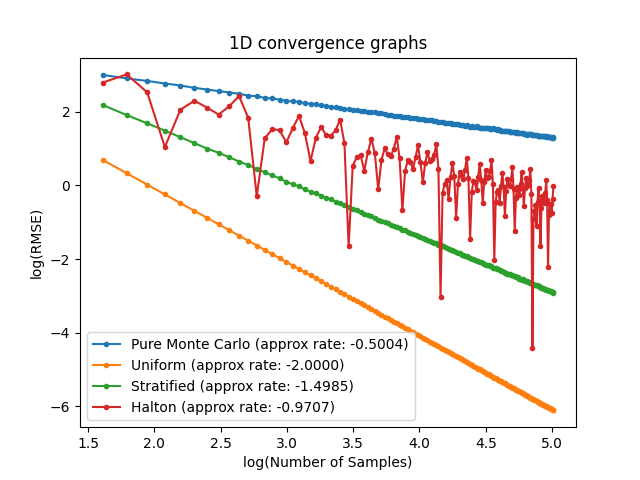 1D convergence graphs
log(RMSE)
2
0
−2
−4
−6
Pure Monte Carlo (approx rate: -0.5004)
Uniform (approx rate: -2.0000)
Stratified (approx rate: -1.4985)
Halton (approx rate: -0.9707)
1.5 2.0 2.5 3.0 3.5 4.0 4.5 5.0
log(Number of Samples)